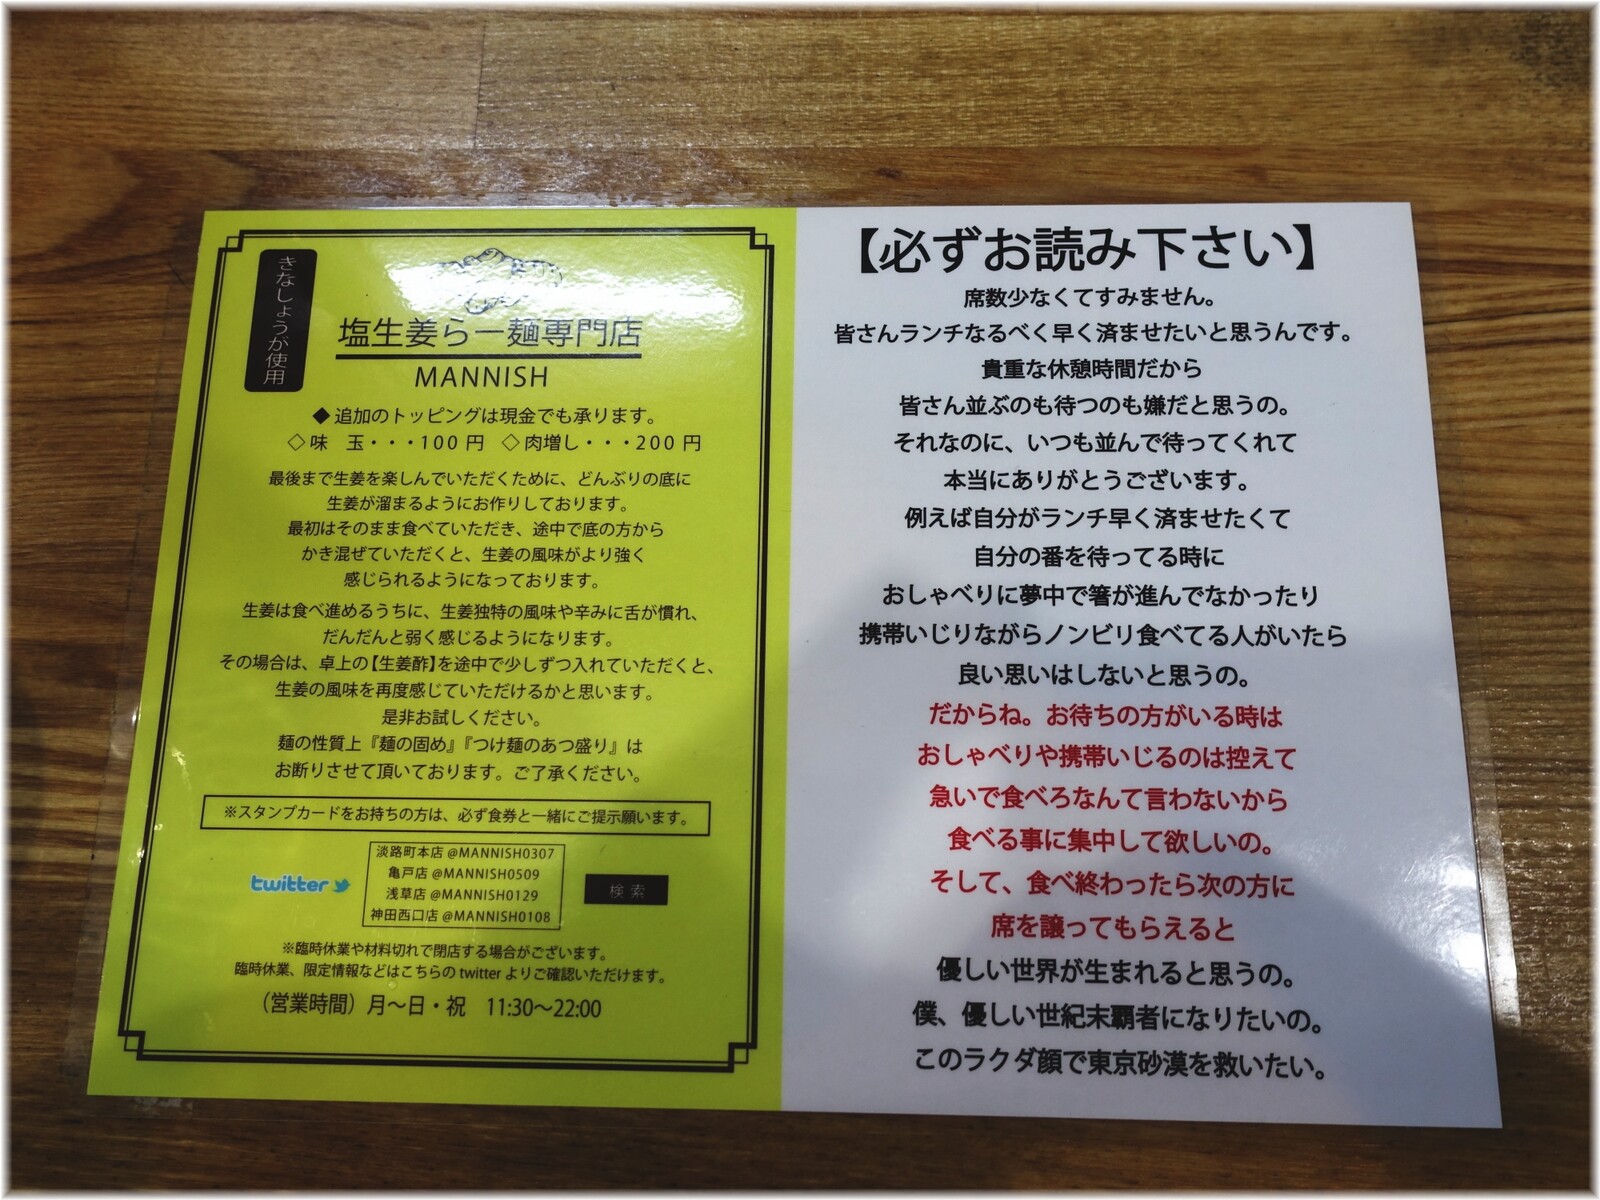 きなしょうが使用
塩生姜らー麺専門店
MANNISH
◆追加のトッピングは現金でも承ります。
◇味　玉・・・100 円　◇肉増し・・・200 円
最後まで生姜を楽しんでいただくために、どんぶりの底に
生姜が溜まるようにお作りしております。
最初はそのまま食べていただき、途中で底の方から
かき混ぜていただくと、生姜の風味がより強く
感じられるようになっております。
生姜は食べ進めるうちに、生姜独特の風味や辛みに舌が慣れ、
だんだんと弱く感じるようになります。
その場合は、卓上の【生姜酢】を途中で少しずつ入れていただくと、
生姜の風味を再度感じていただけるかと思います。
是非お試しください。
麺の性質上『麺の固め』『つけ麺のあつ盛り』は
お断りさせて頂いております。ご了承ください。
※スタンプカードをお持ちの方は、必ず食券と一緒にご提示願います。
twitter
淡路町本店 @MANNISH0307
亀戸店 @MANNISH0509
浅草店 @MANNISH0129
神田西口店 @MANNISH0108
検索
※臨時休業や材料切れで閉店する場合がございます。
臨時休業、限定情報などはこちらの twitter よりご確認いただけます。
（営業時間）月～日・祝　11:30～22:00
【必ずお読み下さい】
席数少なくてすみません。
皆さんランチなるべく早く済ませたいと思うんです。
貴重な休憩時間だから
皆さん並ぶのも待つのも嫌だと思うの。
それなのに、いつも並んで待ってくれて
本当にありがとうございます。
例えば自分がランチ早く済ませたくて
自分の番を待ってる時に
おしゃべりに夢中で箸が進んでなかったり
携帯いじりながらノンビリ食べてる人がいたら
良い思いはしないと思うの。
だからね。お待ちの方がいる時は
おしゃべりや携帯いじるのは控えて
急いで食べろなんて言わないから
食べる事に集中して欲しいの。
そして、食べ終わったら次の方に
席を譲ってもらえると
優しい世界が生まれると思うの。
僕、優しい世紀末覇者になりたいの。
このラクダ顔で東京砂漠を救いたい。